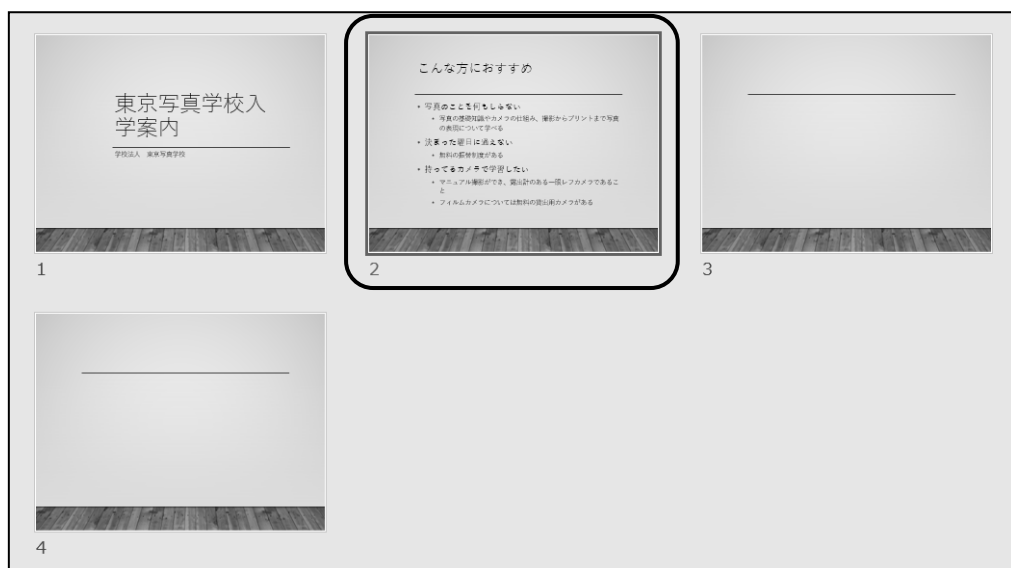 東京写真学校入
学案内
学校法人 東京写真学校
1
こんな方におすすめ
• 写真のことを何もしらない
• 写真の基礎知識やカメラの仕組み、撮影からプリントまで写真
の表現について学べる
• 決まった曜日に通えない
• 無料の振替制度がある
• 持ってるカメラで学習したい
• マニュアル撮影ができ、露出計のある一眼レフカメラであるこ
と
• フィルムカメラについては無料の貸出用カメラがある
2
3
4